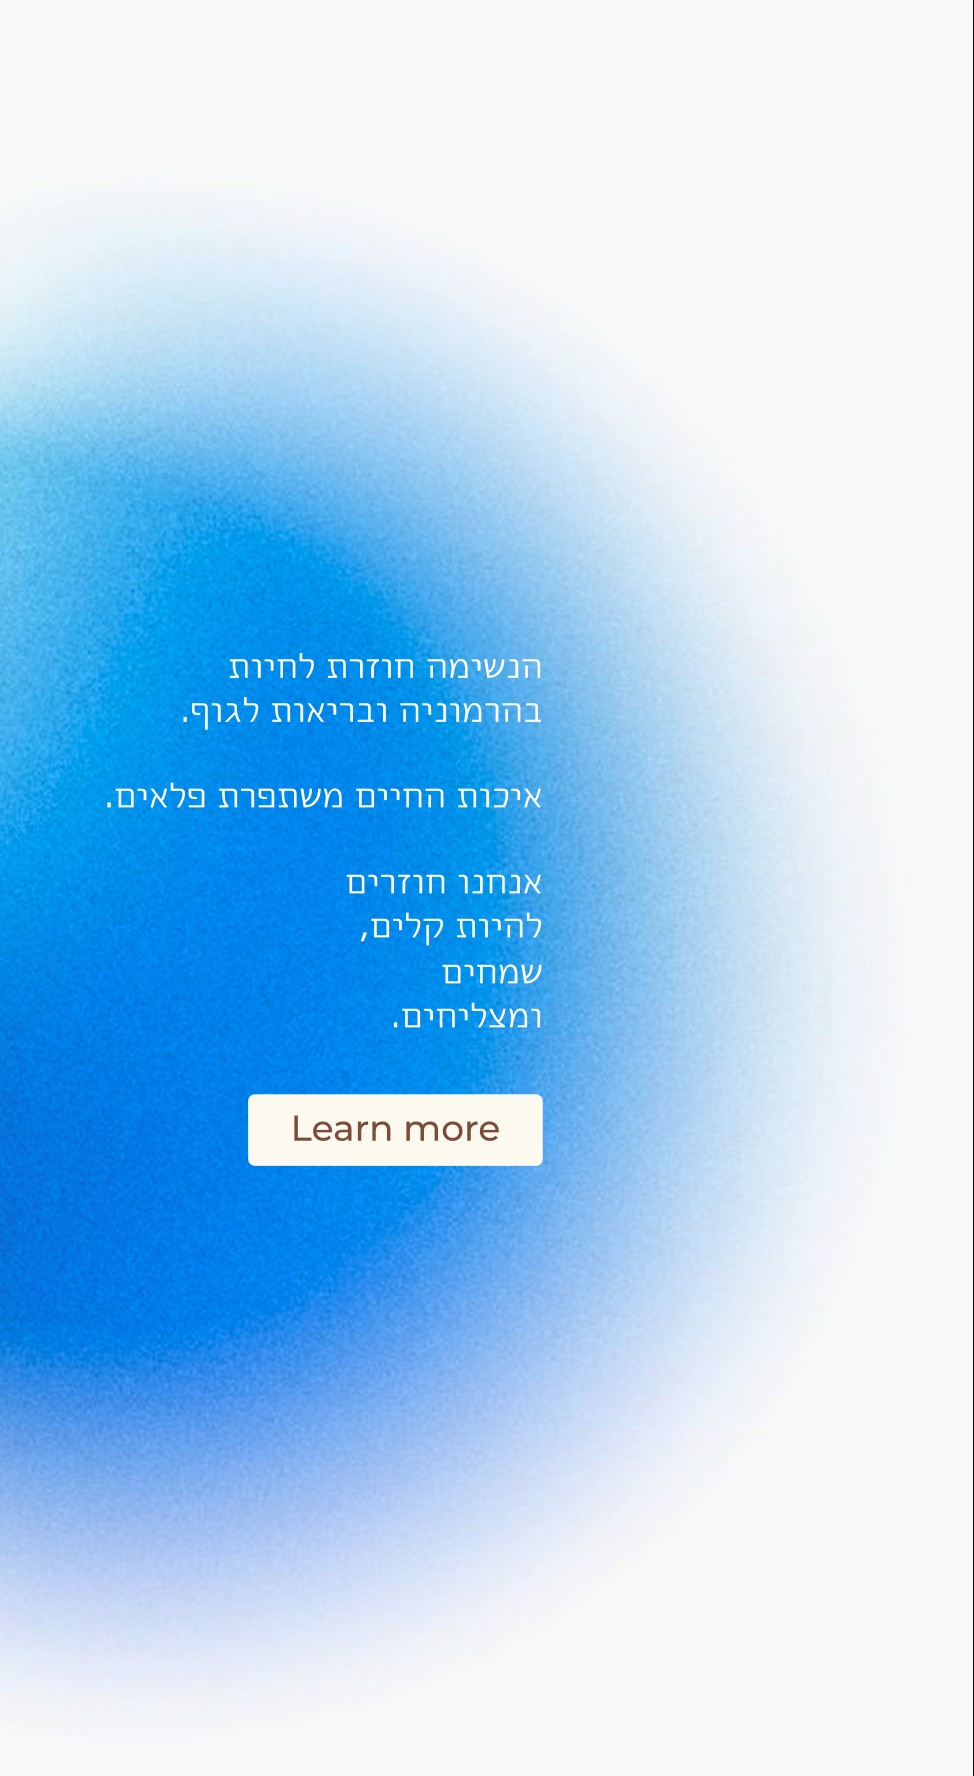 הנשימה חוזרת לחיות
בהרמוניה ובריאות לגוף.
איכות החיים משתפרת פלאים.
אנחנו חוזרים
להיות קלים,
שמחים
ומצליחים.
Learn more